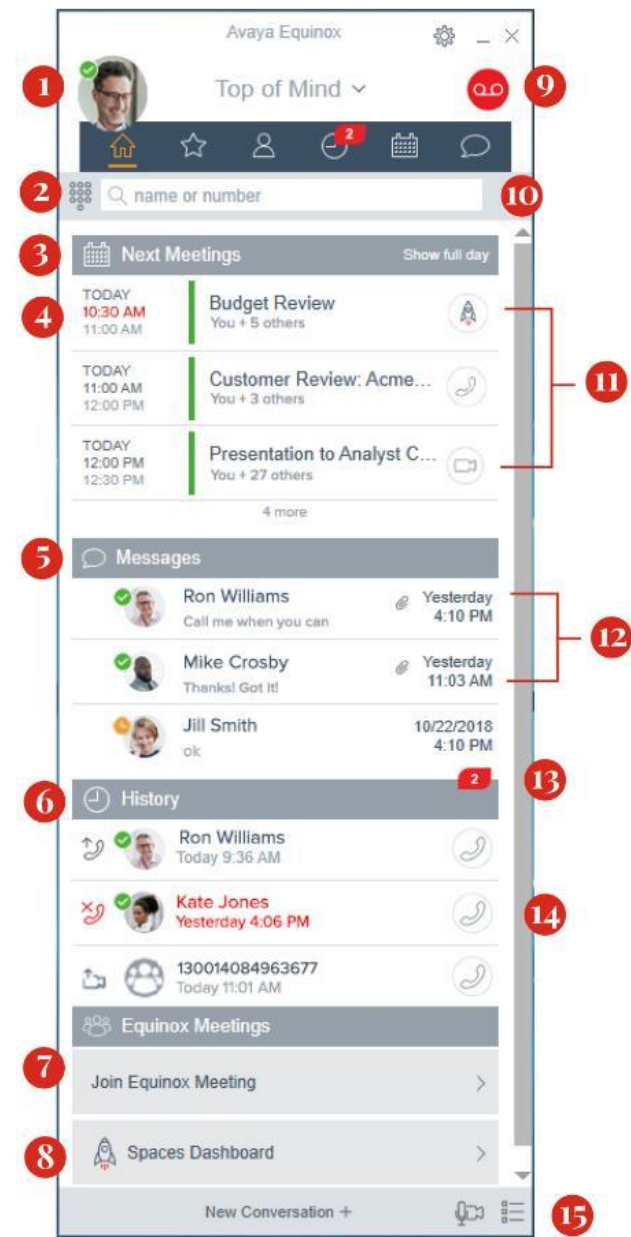 Avaya Equinox
1
Top of Mind
9
2
2
name or number
10
3
Next Meetings
Show full day
4
TODAY
10:30 AM
11:00 AM
Budget Review
You + 5 others
11
TODAY
11:00 AM
12:00 PM
Customer Review: Acme...
You + 3 others
TODAY
12:00 PM
12:30 PM
Presentation to Analyst C...
You + 27 others
4 more
5
Messages
Ron Williams
Call me when you can
Yesterday
4:10 PM
12
Mike Crosby
Thanks! Got it!
Yesterday
11:03 AM
Jill Smith
ok
10/22/2018
4:10 PM
6
History
2
13
Ron Williams
Today 9:36 AM
Kate Jones
Yesterday 4:06 PM
14
130014084963677
Today 11:01 AM
Equinox Meetings
7
Join Equinox Meeting
8
Spaces Dashboard
New Conversation +
15